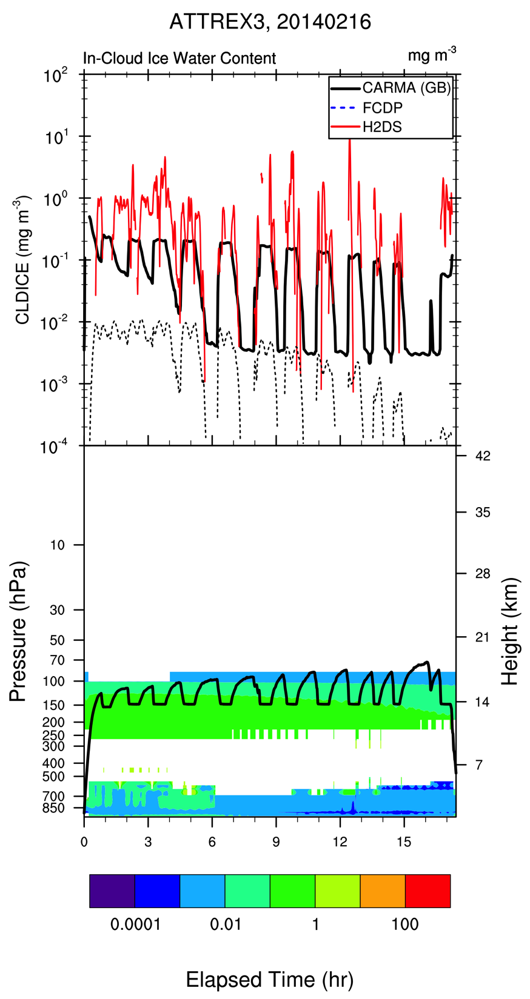 ATTREX3, 20140216
In-Cloud Ice Water Content
mg m⁻³
CARMA (GB)
FCDP
H2DS
CLDICE (mg m⁻³)
10²
10¹
10⁰
10⁻¹
10⁻²
10⁻³
10⁻⁴
Pressure (hPa)
10
30
50
70
100
150
200
250
300
400
500
700
850
42
35
28
21
14
7
Height (km)
0 3 6 9 12 15
0.0001 0.01 1 100
Elapsed Time (hr)